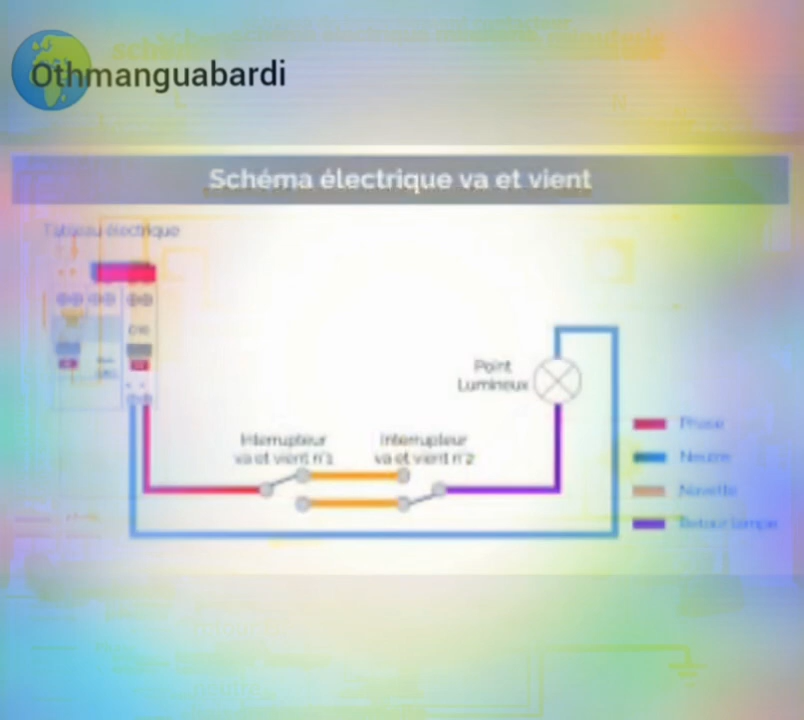 Othmanguabardi
Schéma électrique va et vient
Tableau électrique
C10
Point
Lumineux
Interrupteur
va et vient n°1
Interrupteur
va et vient n°2
Phase
Neutre
Navette
Retour lampe